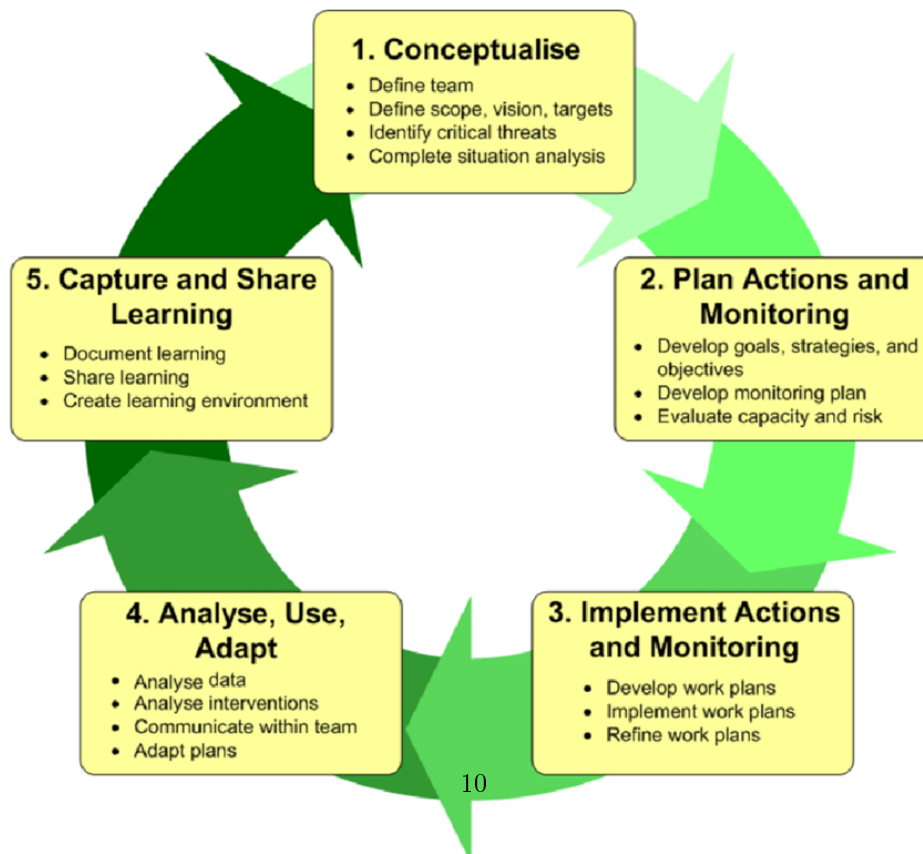 1. Conceptualise
• Define team
• Define scope, vision, targets
• Identify critical threats
• Complete situation analysis
2. Plan Actions and
Monitoring
• Develop goals, strategies, and
objectives
• Develop monitoring plan
• Evaluate capacity and risk
3. Implement Actions
and Monitoring
• Develop work plans
• Implement work plans
• Refine work plans
4. Analyse, Use,
Adapt
• Analyse data
• Analyse interventions
• Communicate within team
• Adapt plans
5. Capture and Share
Learning
• Document learning
• Share learning
• Create learning environment
10